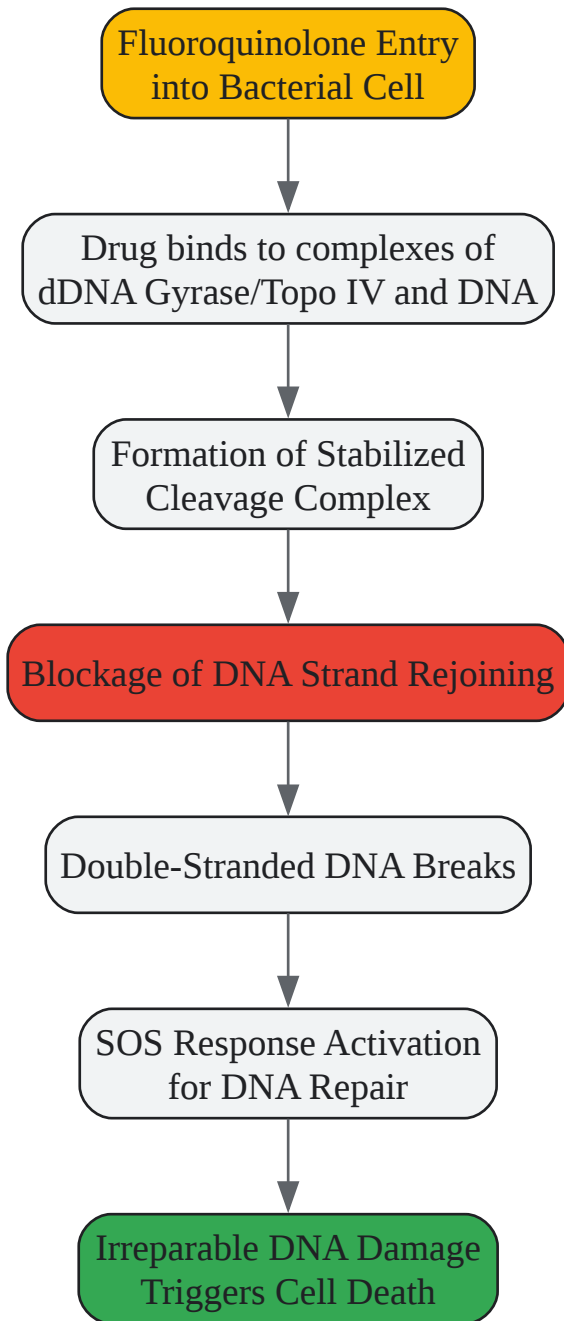 Fluoroquinolone Entry
into Bacterial Cell
Drug binds to complexes of
dDNA Gyrase/Topo IV and DNA
Formation of Stabilized
Cleavage Complex
Blockage of DNA Strand Rejoining
Double-Stranded DNA Breaks
SOS Response Activation
for DNA Repair
Irreparable DNA Damage
Triggers Cell Death